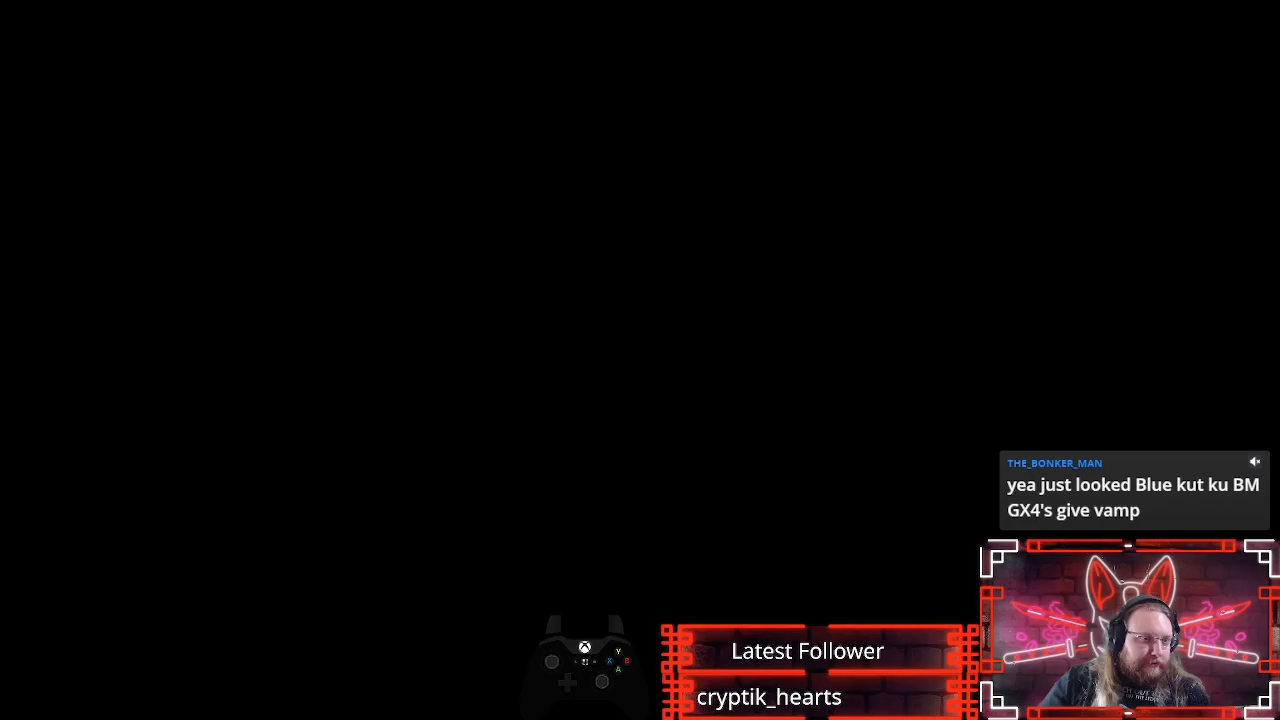 THE_BONKER_MAN
yea just looked Blue kut ku BM
GX4's give vamp
Latest Follower
cryptik_hearts
Y
X
B
A